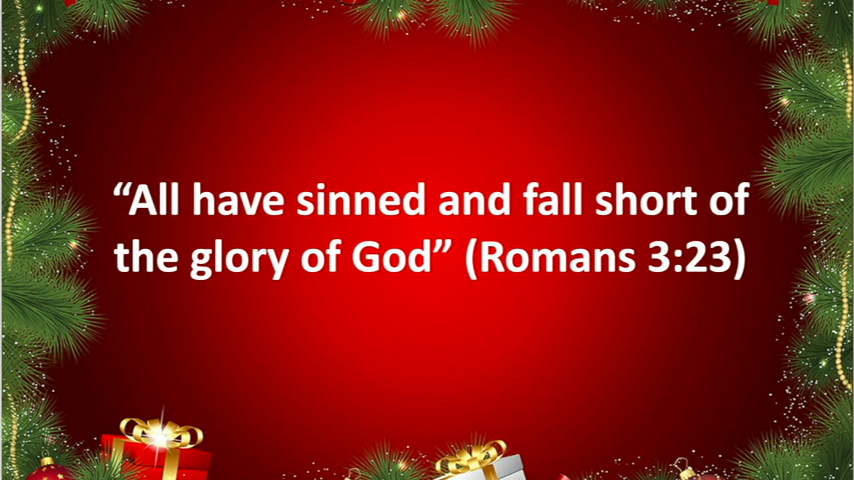 “All have sinned and fall short of
the glory of God” (Romans 3:23)